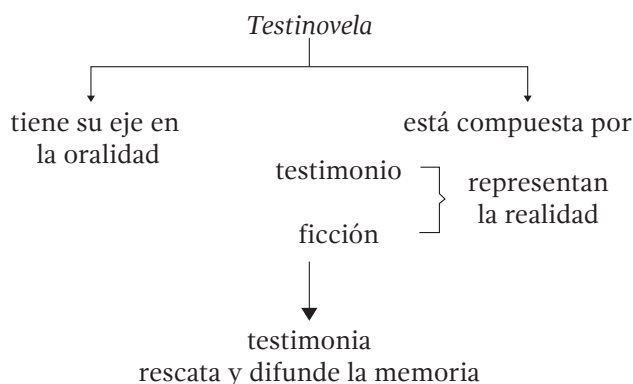 Testinovela
tiene su eje en
la oralidad
está compuesta por
testimonio
ficción
representan
la realidad
testimonia
rescata y difunde la memoria